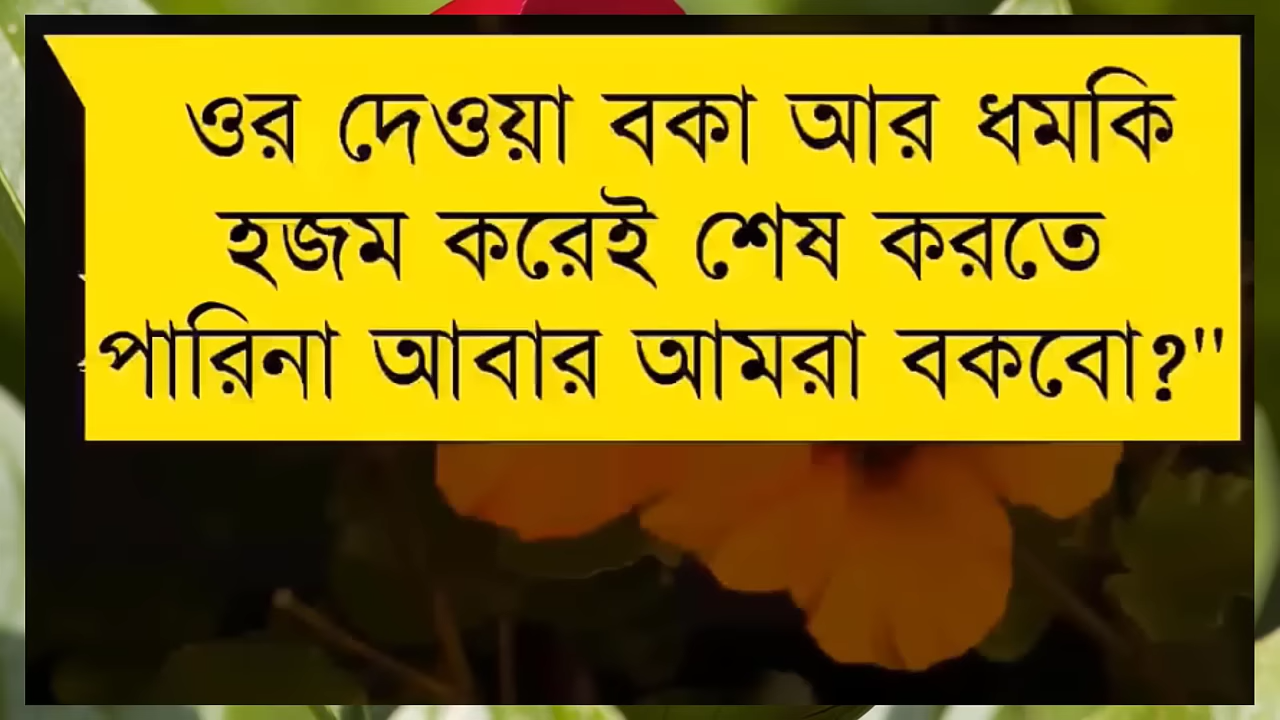 ওর দেওয়া বকা আর ধমকি
হজম করেই শেষ করতে
পারিনা আবার আমরা বকবো?"